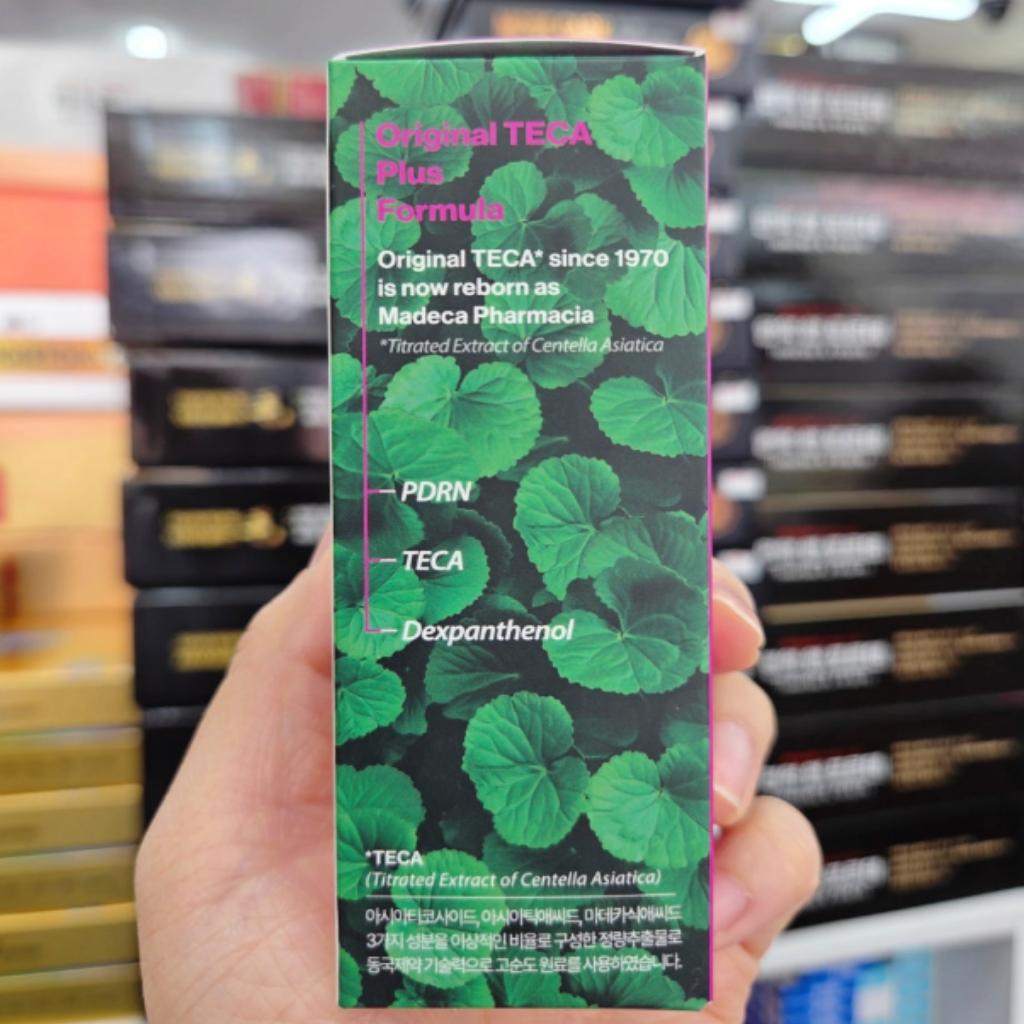 Original TECA
Plus
Formula
Original TECA* since 1970
is now reborn as
Madeca Pharmacia
*Titrated Extract of Centella Asiatica
PDRN
TECA
Dexpanthenol
*TECA
(Titrated Extract of Centella Asiatica)
아시아티코사이드, 아시아틱애씨드, 마데카식애씨드
3가지 성분을 이상적인 비율로 구성한 정량추출물로
동국제약 기술력으로 고순도 원료를 사용하였습니다.